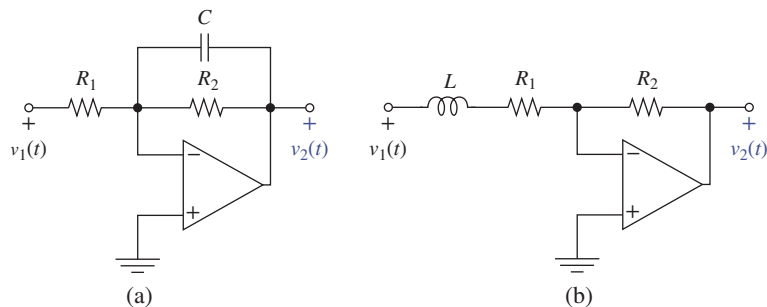 C
R1
R2
+
v1(t)
−
+
+
v2(t)
(a)
L
R1
R2
+
v1(t)
−
+
+
v2(t)
(b)